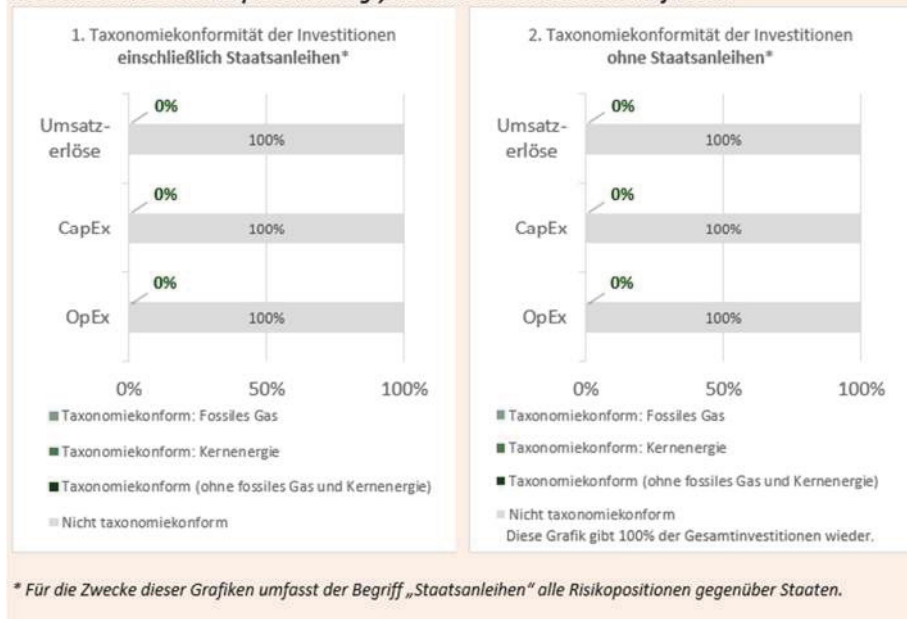 1. Taxonomiekonformität der Investitionen
einschließlich Staatsanleihen*
0%
Umsatz-
erlöse
100%
0%
CapEx
100%
0%
OpEx
100%
0%
50%
100%
Taxonomiekonform: Fossiles Gas
Taxonomiekonform: Kernenergie
Taxonomiekonform (ohne fossiles Gas und Kernenergie)
Nicht taxonomiekonform
2. Taxonomiekonformität der Investitionen
ohne Staatsanleihen*
0%
Umsatz-
erlöse
100%
0%
CapEx
100%
0%
OpEx
100%
0%
50%
100%
Taxonomiekonform: Fossiles Gas
Taxonomiekonform: Kernenergie
Taxonomiekonform (ohne fossiles Gas und Kernenergie)
Nicht taxonomiekonform
Diese Grafik gibt 100% der Gesamtinvestitionen wieder.
* Für die Zwecke dieser Grafiken umfasst der Begriff „Staatsanleihen" alle Risikopositionen gegenüber Staaten.